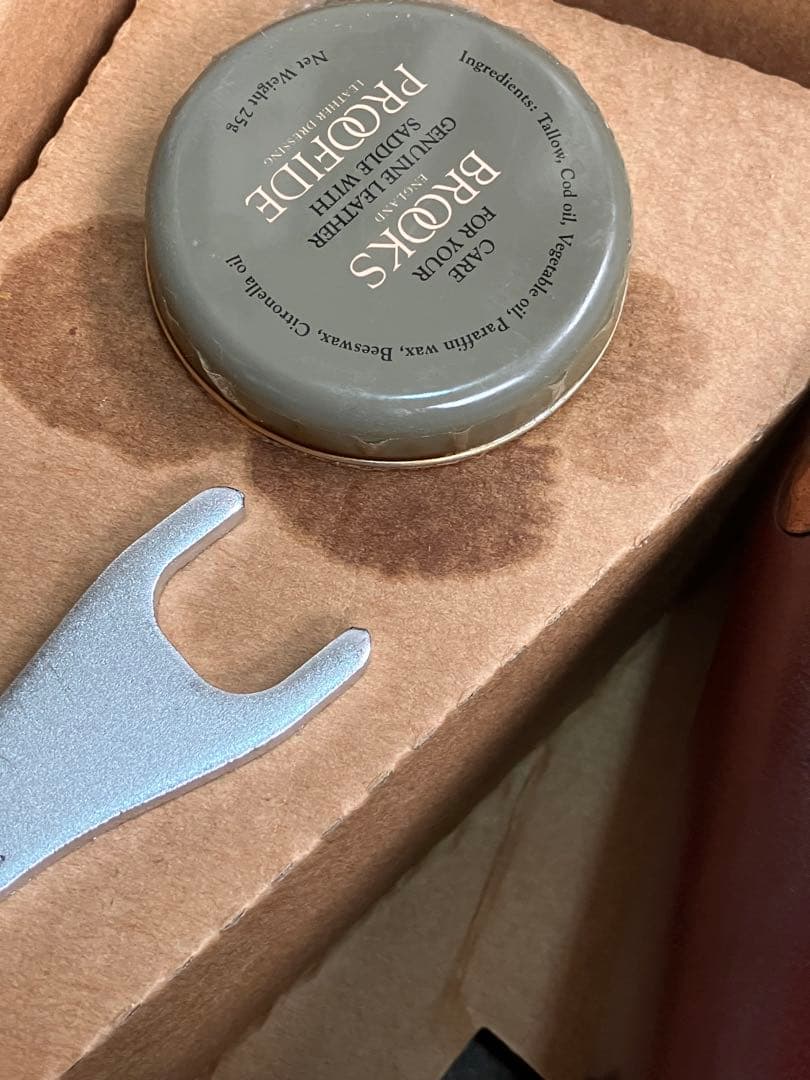 CARE
FOR YOUR
BROOKS
ENGLAND
GENUINE LEATHER
SADDLE WITH
PROOFIDE
LEATHER DRESSING
Net Weight 25g
Ingredients: Tallow, Cod oil, Vegetable oil, Paraffin wax, Beeswax, Citronella oil